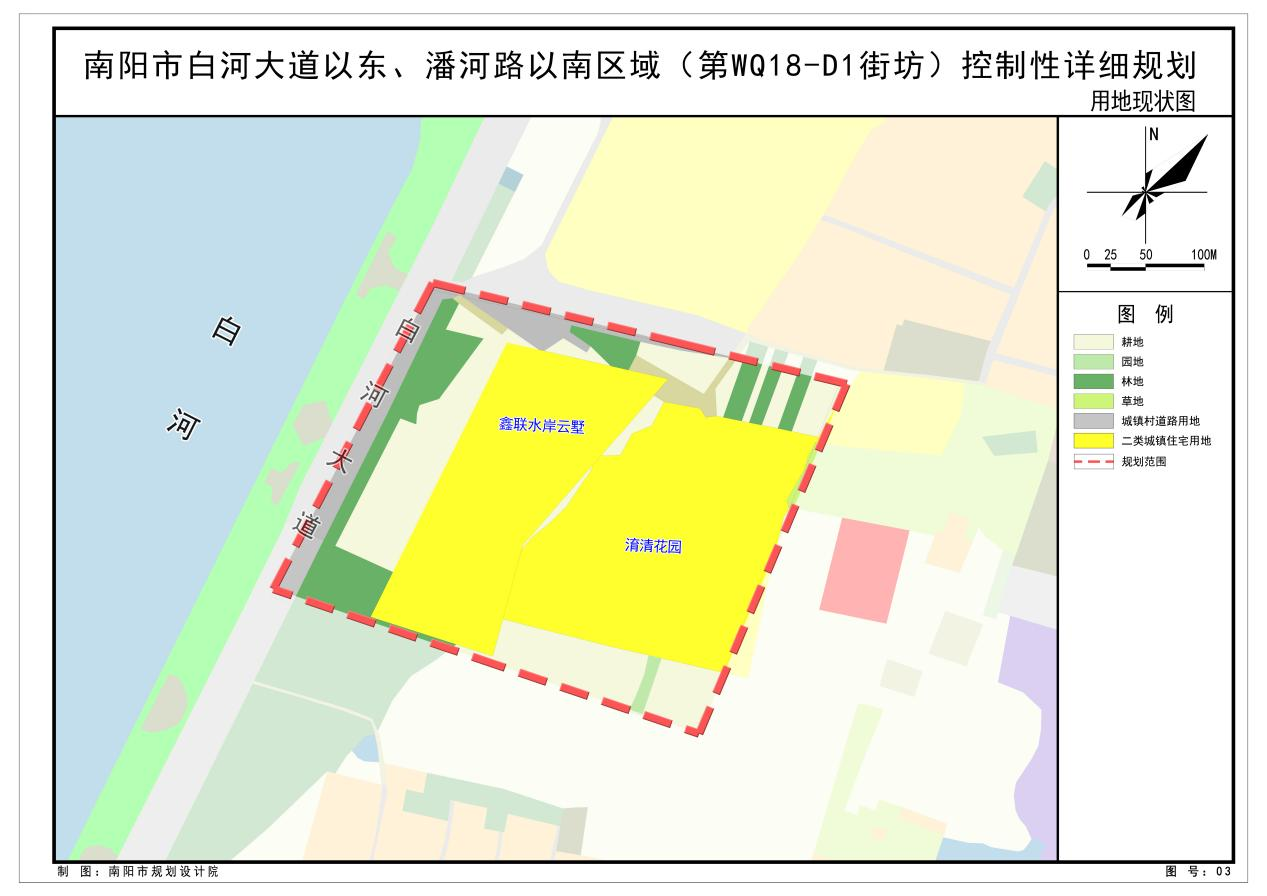 南阳市白河大道以东、潘河路以南区域（第WQ18-D1街坊）控制性详细规划
用地现状图
N
0 25 50 100M
图 例
耕地
园地
林地
草地
城镇村道路用地
二类城镇住宅用地
规划范围
白
河
白
河
大
道
鑫联水岸云墅
淯清花园
制 图：南阳市规划设计院
图 号：03